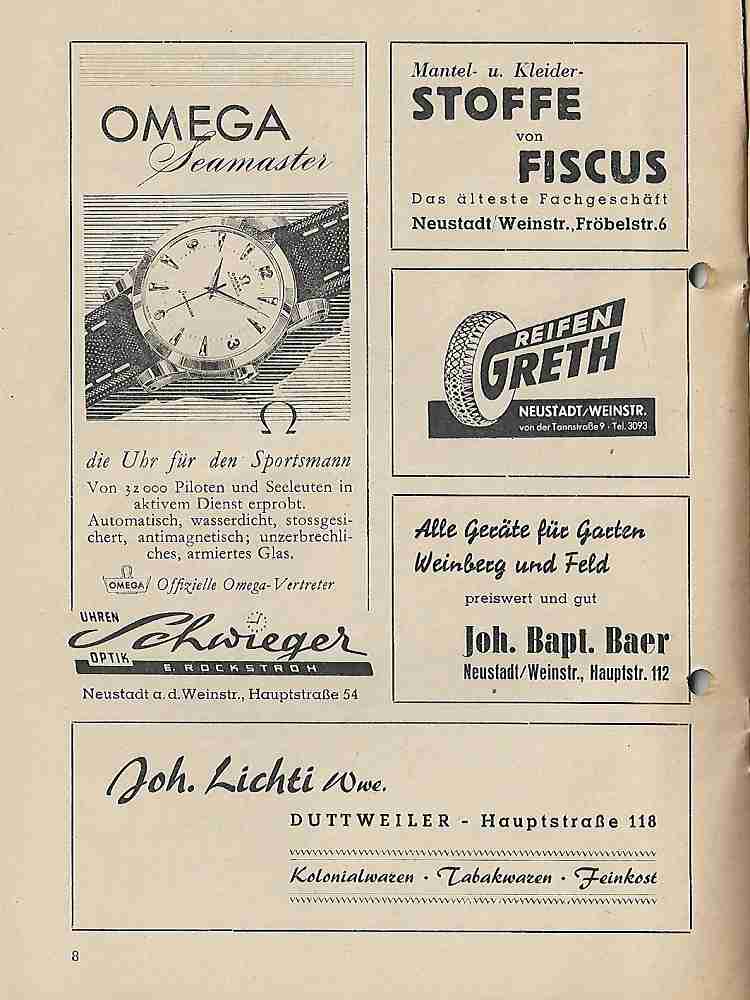 OMEGA
Seamaster
die Uhr für den Sportsmann
Von 32000 Piloten und Seeleuten in
aktivem Dienst erprobt.
Automatisch, wasserdicht, stossgesi-
chert, antimagnetisch; unzerbrechli-
ches, armiertes Glas.
OMEGA Offizielle Omega-Vertreter
UHREN
Schwieger
OPTIK
E. ROCKSTROH
Neustadt a. d. Weinstr., Hauptstraße 54
Mantel- u. Kleider-
STOFFE
von
FISCUS
Das älteste Fachgeschäft
Neustadt/Weinstr., Fröbelstr. 6
REIFEN
GRETH
NEUSTADT/WEINSTR.
von der Tannstraße 9 · Tel. 3093
Alle Geräte für Garten
Weinberg und Feld
preiswert und gut
Joh. Bapt. Baer
Neustadt/Weinstr., Hauptstr. 112
Joh. Lichti Wwe.
DUTTWEILER - Hauptstraße 118
Kolonialwaren · Tabakwaren · Feinkost
8